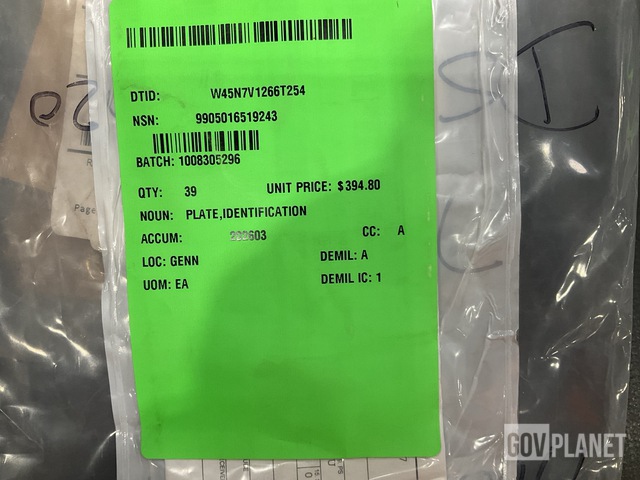 DTID: W45N7V1266T254
NSN: 9905016519243
BATCH: 1008305296
QTY: 39 UNIT PRICE: $394.80
NOUN: PLATE,IDENTIFICATION
ACCUM: CC: A
LOC: GENN DEMIL: A
UOM: EA DEMIL IC: 1
Page
GOVPLANET